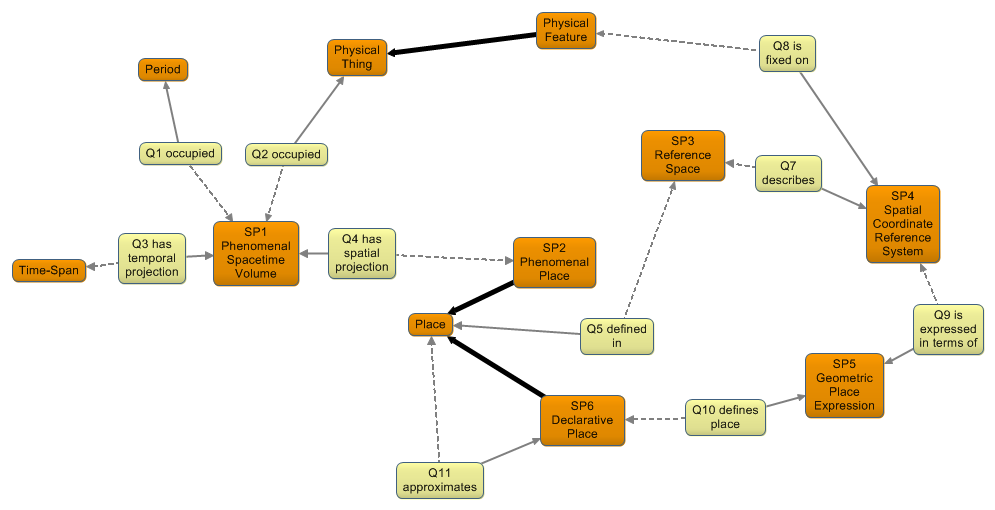 Physical
Feature
Physical
Thing
Q8 is
fixed on
Period
Q1 occupied
Q2 occupied
SP3
Reference
Space
Q7
describes
SP4
Spatial
Coordinate
Reference
System
SP1
Phenomenal
Spacetime
Volume
Q3 has
temporal
projection
Q4 has
spatial
projection
SP2
Phenomenal
Place
Time-Span
Place
Q5 defined
in
Q9 is
expressed
in terms of
SP5
Geometric
Place
Expression
SP6
Declarative
Place
Q10 defines
place
Q11
approximates